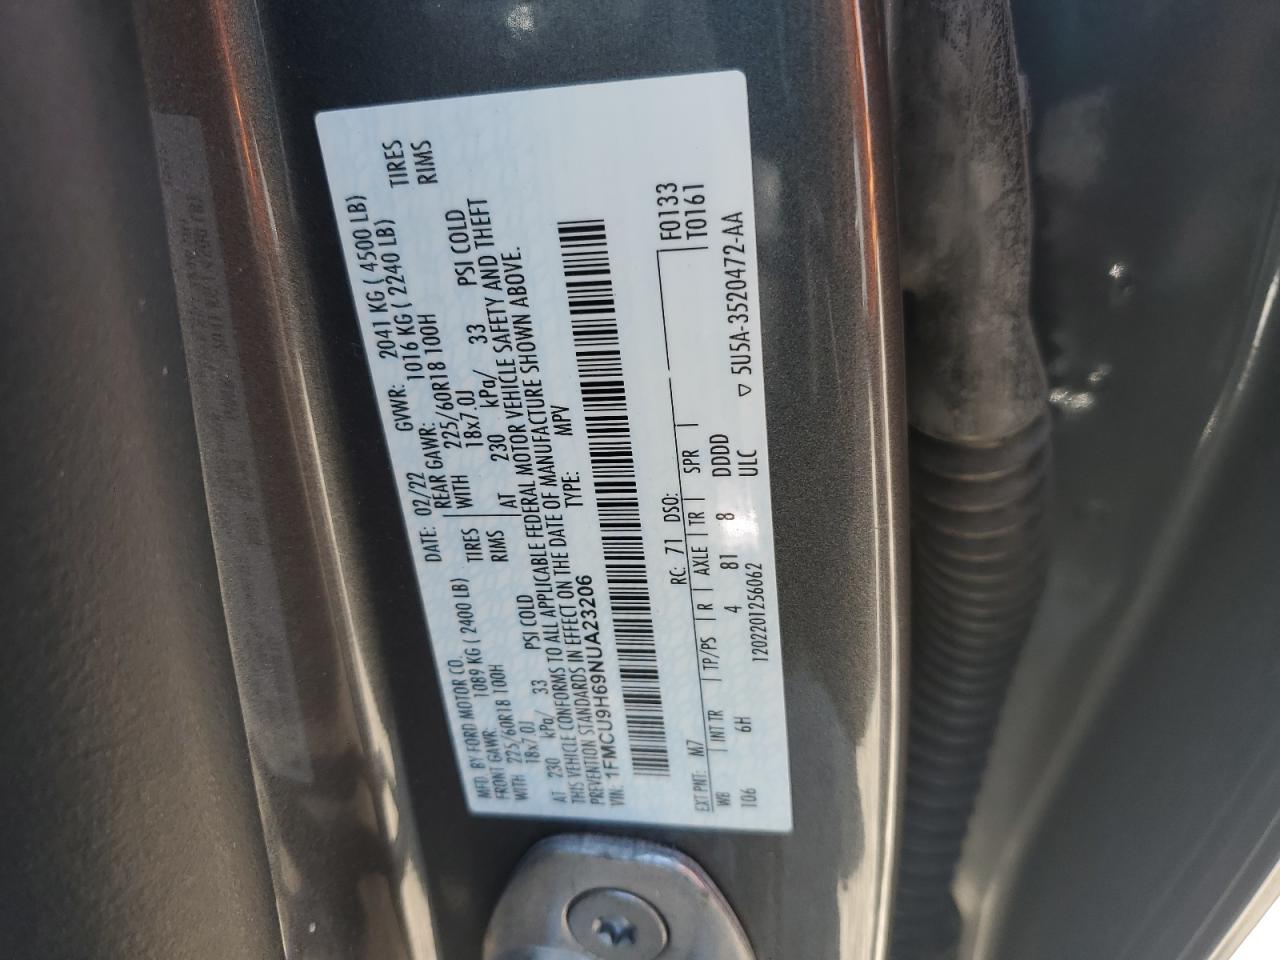 MFD. BY FORD MOTOR CO.
DATE: 02/22 GVWR: 2041 KG ( 4500 LB)
FRONT GAWR: 1089 KG ( 2400 LB) REAR GAWR: 1016 KG ( 2240 LB)
WITH 225/60R18 100H TIRES WITH 225/60R18 100H TIRES
18x7.0J RIMS 18x7.0J RIMS
AT 230 kPa/ 33 PSI COLD AT 230 kPa/ 33 PSI COLD
THIS VEHICLE CONFORMS TO ALL APPLICABLE FEDERAL MOTOR VEHICLE SAFETY AND THEFT
PREVENTION STANDARDS IN EFFECT ON THE DATE OF MANUFACTURE SHOWN ABOVE.
VIN: 1FMCU9H69NUA23206 TYPE: MPV
EXT PNT: M7 RC: 71 DSO: F0133
WB INT TR TP/PS R AXLE TR SPR T0161
106 6H 4 81 8 DDDD
120220125​6062 ULC ▽ 5U5A-3520472-AA